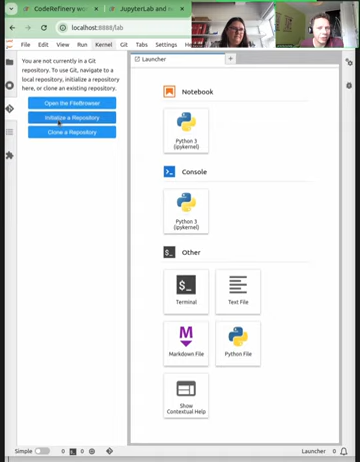 CodeRefinery w
JupyterLab and
localhost:8888/lab
File Edit View Run Kernel Git Tabs Settings
You are not currently in a Git
repository. To use Git, navigate to a
local repository, initialize a repository
here, or clone an existing repository.
Open the FileBrowser
Initialize a Repository
Clone a Repository
Launcher
Notebook
Python 3
(ipykernel)
Console
Python 3
(ipykernel)
Other
Terminal
Text File
Markdown File
Python File
Show
Contextual Help
Simple 0 0 Launcher 0